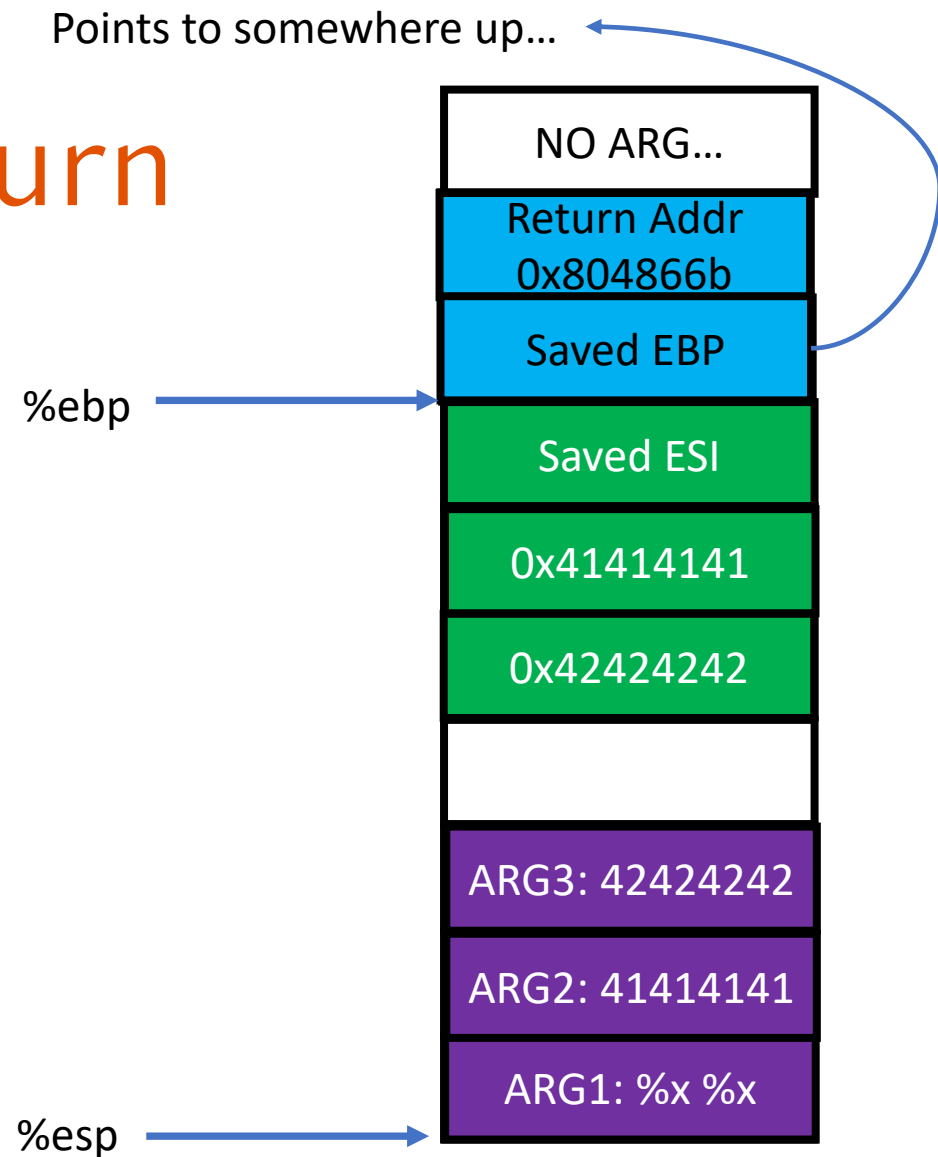 Points to somewhere up…
urn
NO ARG…
Return Addr
0x804866b
Saved EBP
%ebp
Saved ESI
0x41414141
0x42424242
ARG3: 42424242
ARG2: 41414141
ARG1: %x %x
%esp